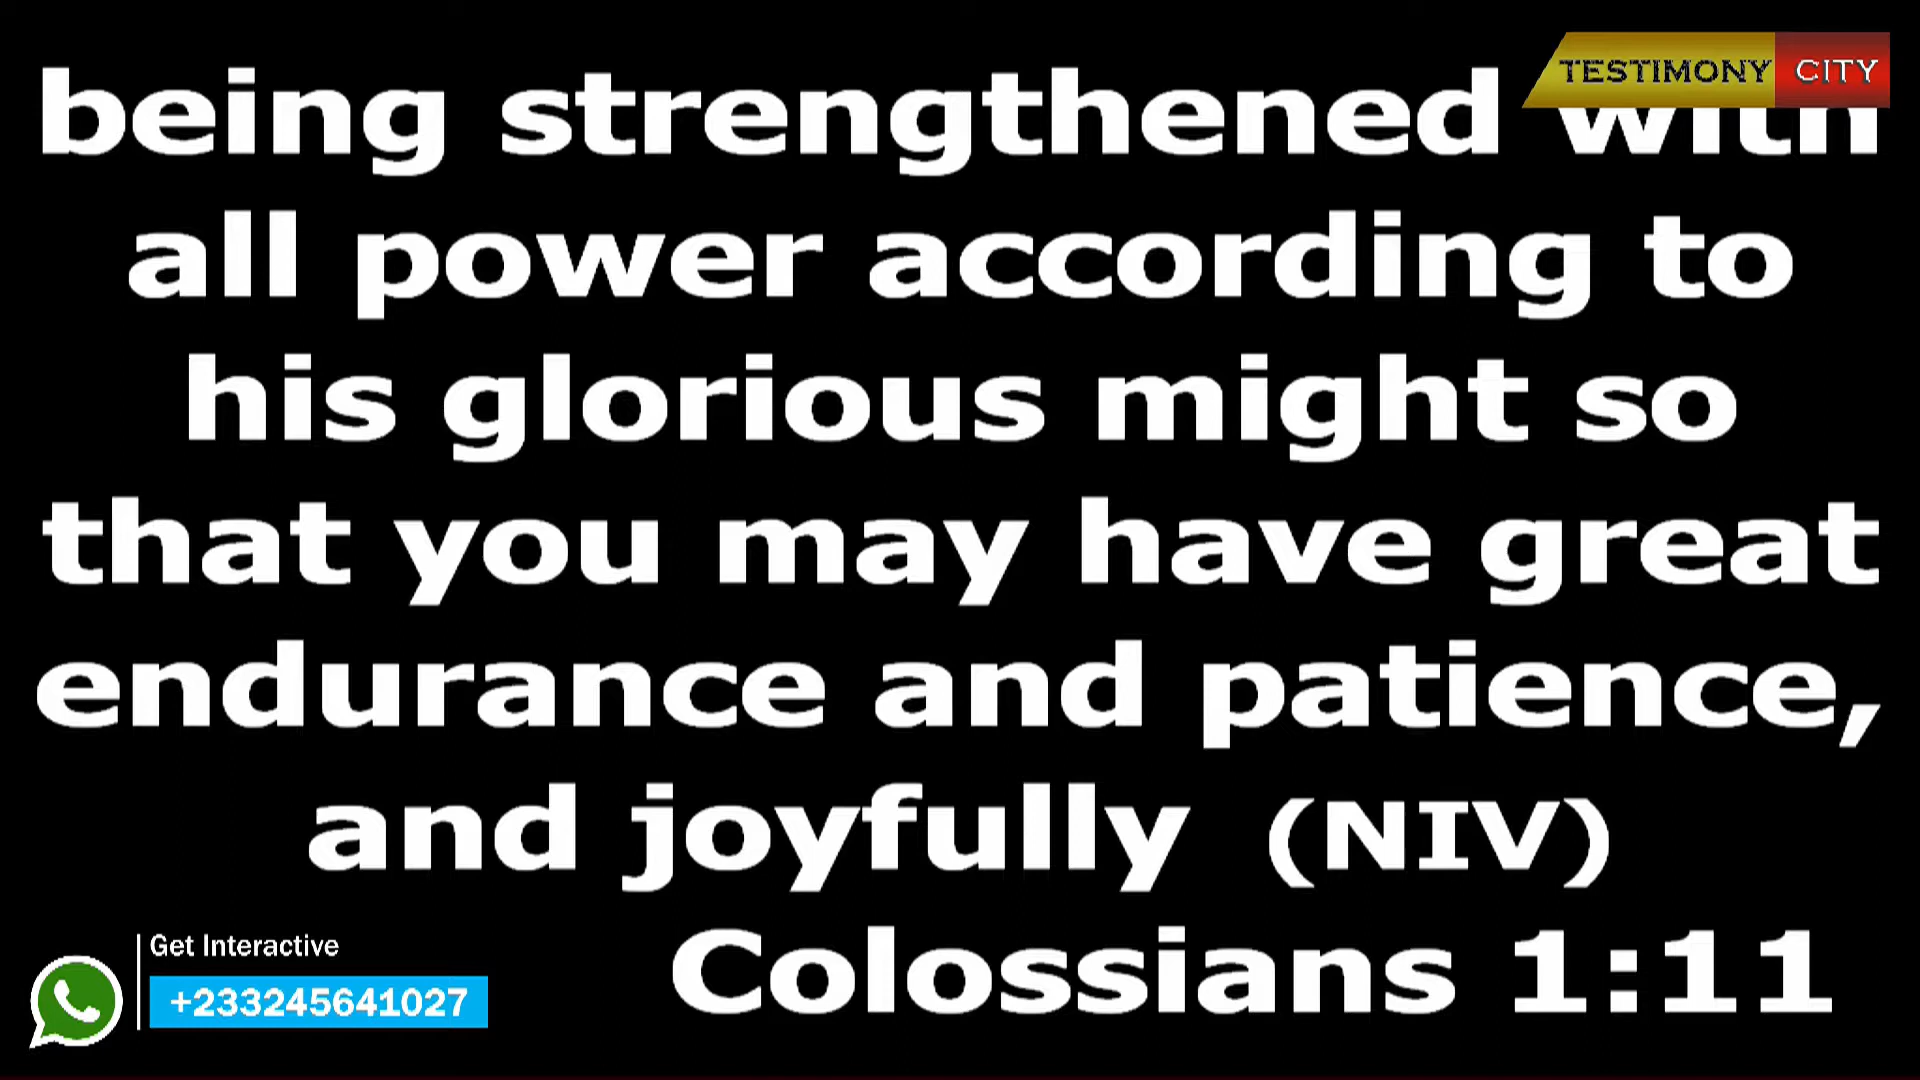 TESTIMONY CITY
being strengthened with
all power according to
his glorious might so
that you may have great
endurance and patience,
and joyfully (NIV)
Colossians 1:11
Get Interactive
+233245641027